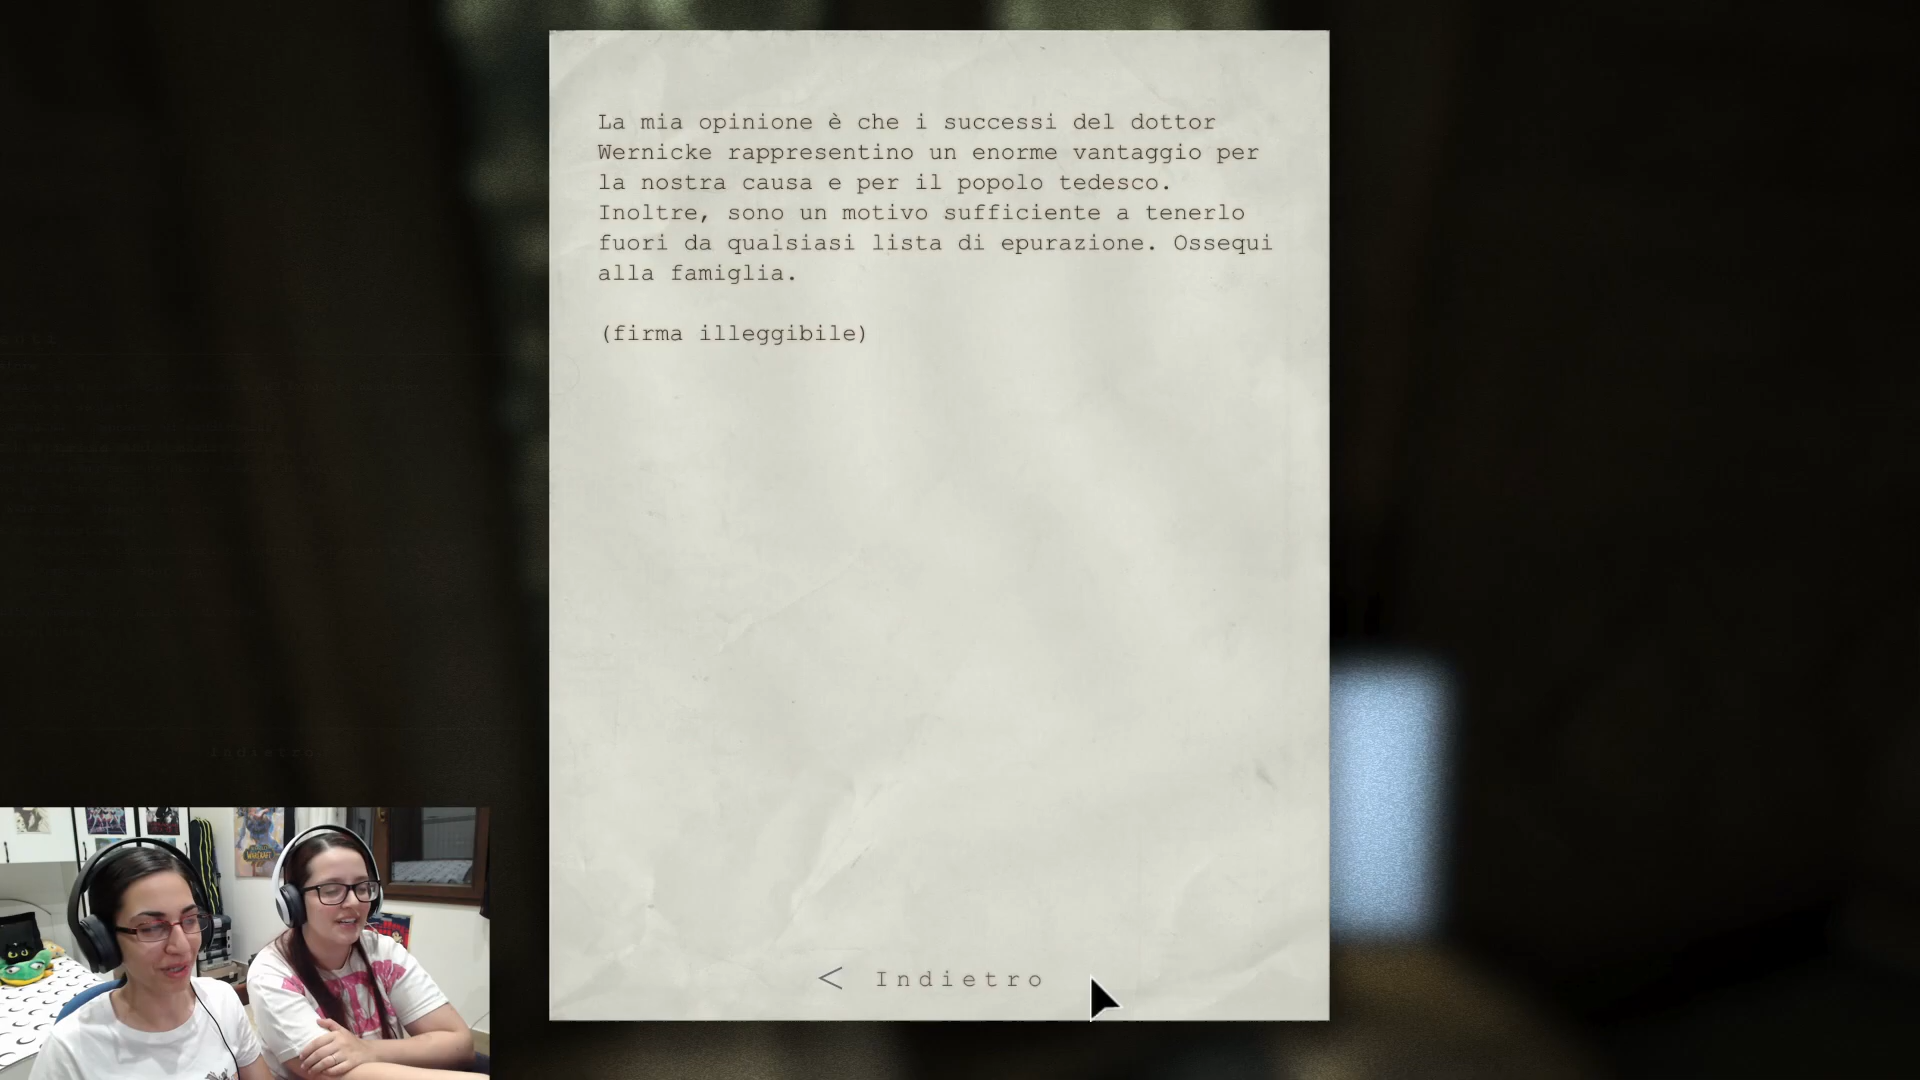 La mia opinione è che i successi del dottor
Wernicke rappresentino un enorme vantaggio per
la nostra causa e per il popolo tedesco.
Inoltre, sono un motivo sufficiente a tenerlo
fuori da qualsiasi lista di epurazione. Ossequi
alla famiglia.
(firma illeggibile)
Indietro
< Indietro
WARCRAFT